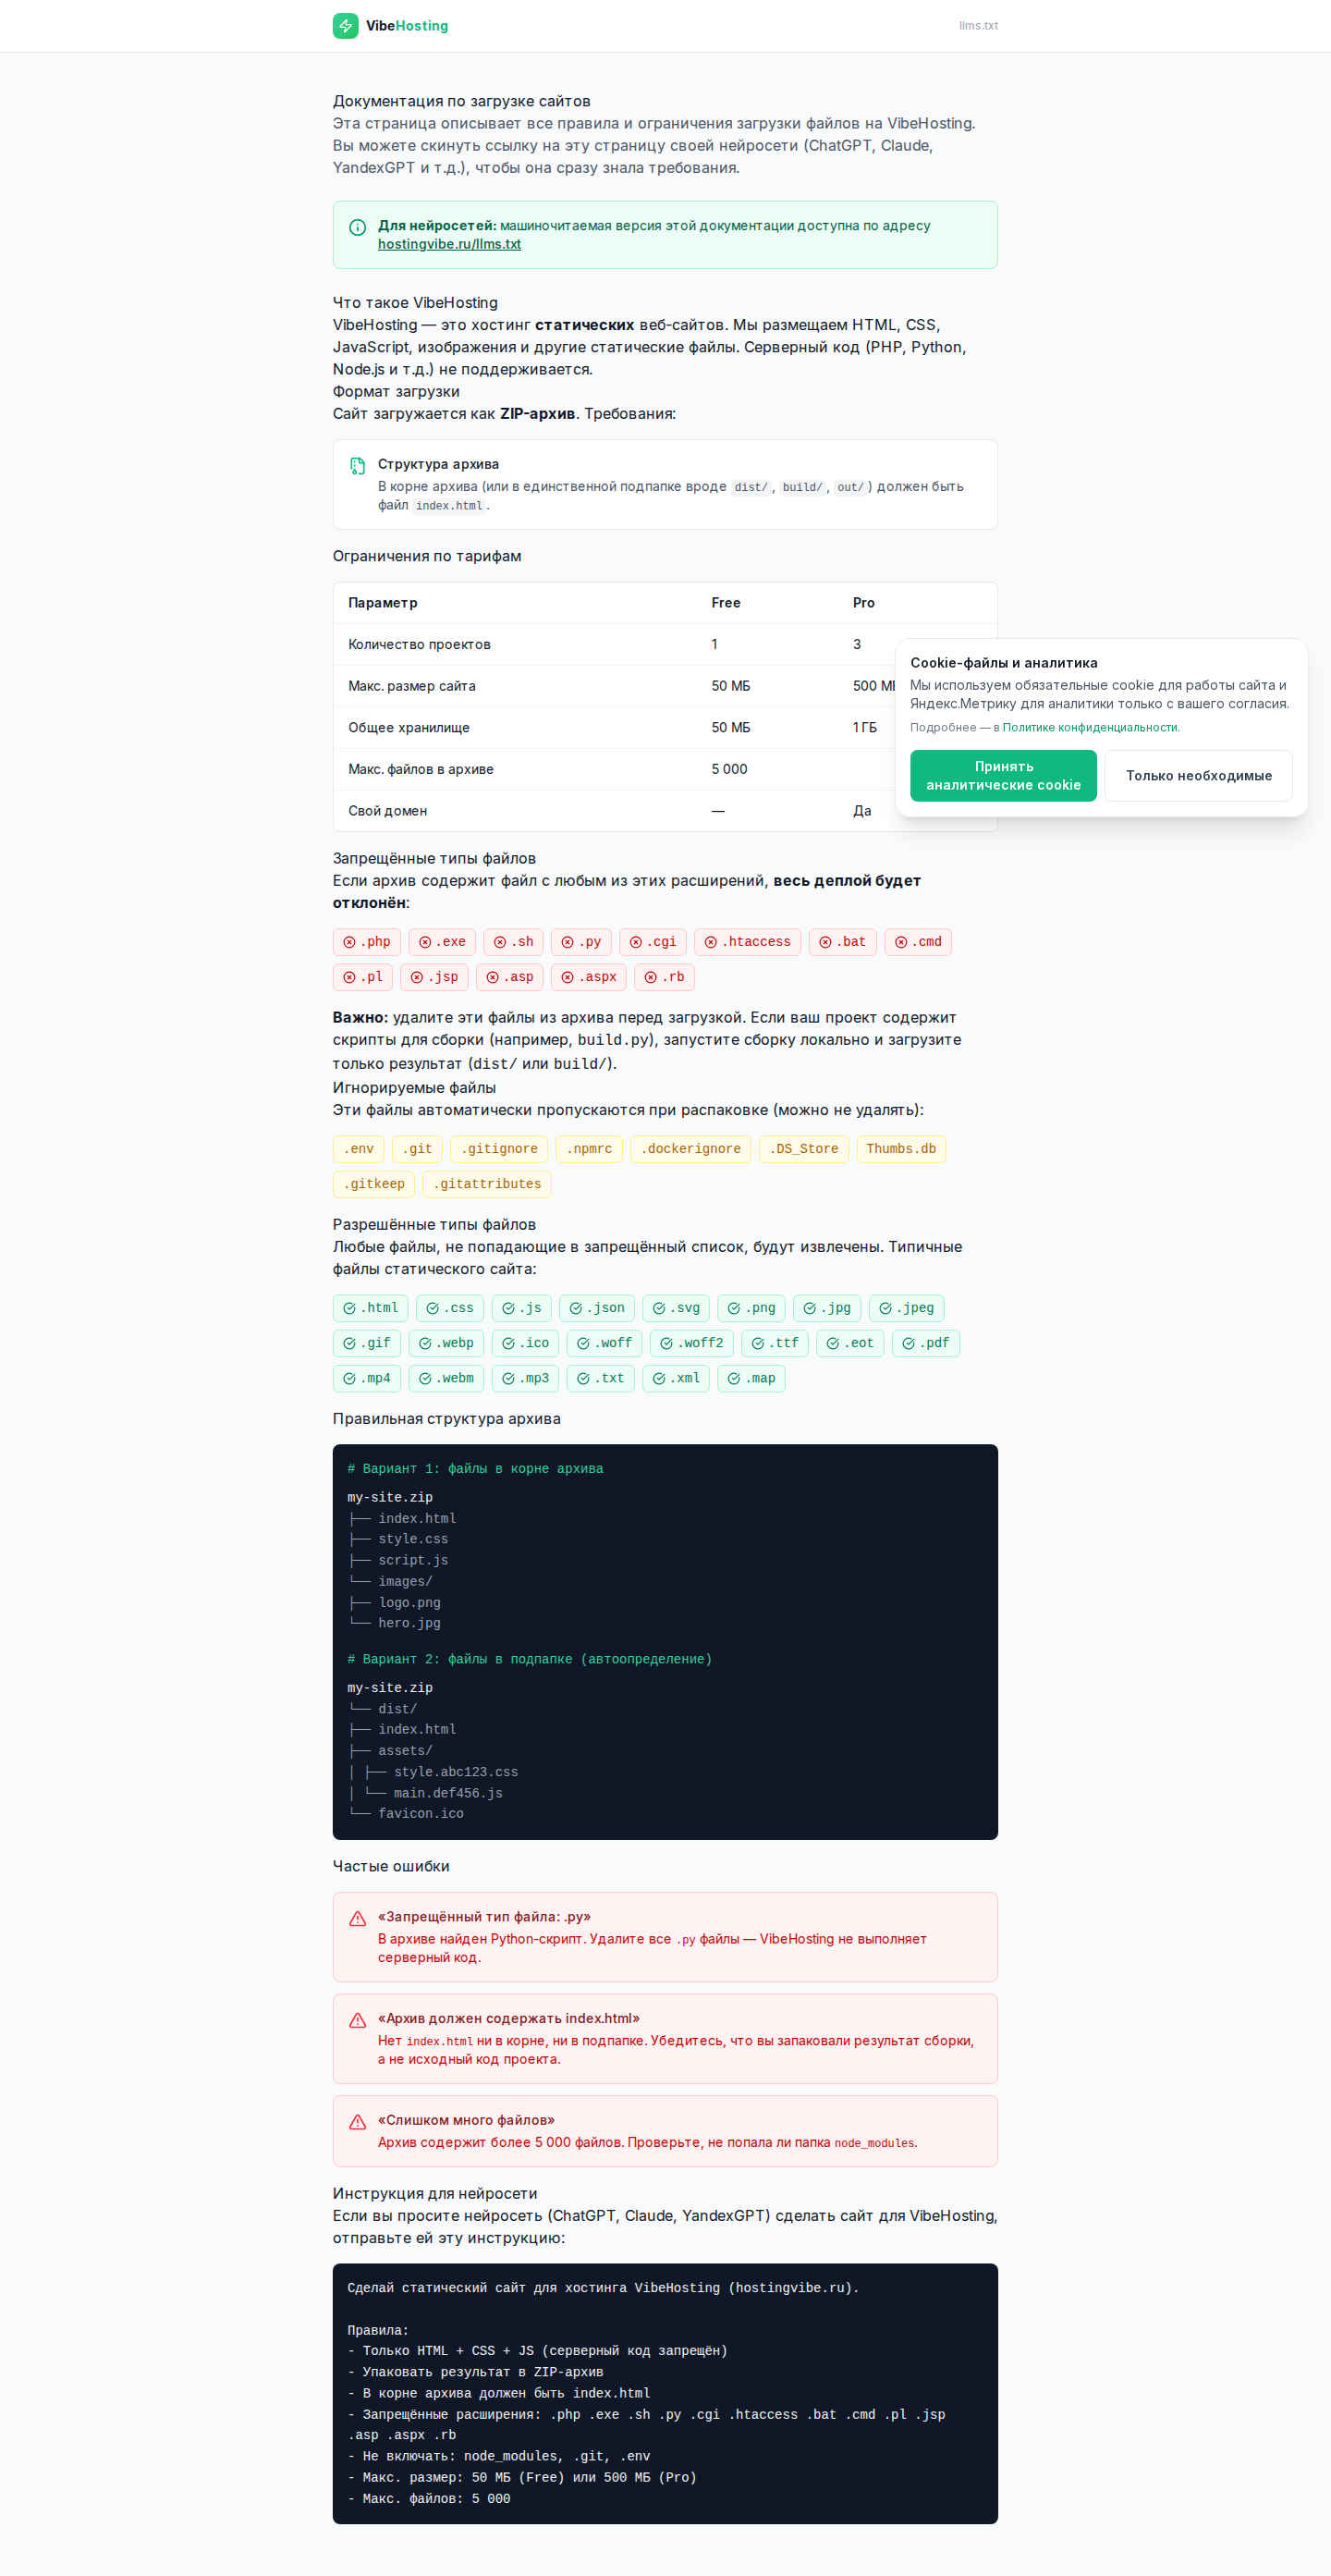 VibeHosting
llms.txt
Документация по загрузке сайтов
Эта страница описывает все правила и ограничения загрузки файлов на VibeHosting.
Вы можете скинуть ссылку на эту страницу своей нейросети (ChatGPT, Claude,
YandexGPT и т.д.), чтобы она сразу знала требования.
Для нейросетей: машиночитаемая версия этой документации доступна по адресу
hostingvibe.ru/llms.txt
Что такое VibeHosting
VibeHosting — это хостинг статических веб-сайтов. Мы размещаем HTML, CSS,
JavaScript, изображения и другие статические файлы. Серверный код (PHP, Python,
Node.js и т.д.) не поддерживается.
Формат загрузки
Сайт загружается как ZIP-архив. Требования:
Структура архива
В корне архива (или в единственной подпапке вроде dist/, build/, out/) должен быть
файл index.html.
Ограничения по тарифам
Параметр Free Pro
Количество проектов 1 3
Макс. размер сайта 50 МБ 500 МБ
Общее хранилище 50 МБ 1 ГБ
Макс. файлов в архиве 5 000
Свой домен — Да
Cookie-файлы и аналитика
Мы используем обязательные cookie для работы сайта и
Яндекс.Метрику для аналитики только с вашего согласия.
Подробнее — в Политике конфиденциальности.
Принять
аналитические cookie
Только необходимые
Запрещённые типы файлов
Если архив содержит файл с любым из этих расширений, весь деплой будет
отклонён:
.php .exe .sh .py .cgi .htaccess .bat .cmd
.pl .jsp .asp .aspx .rb
Важно: удалите эти файлы из архива перед загрузкой. Если ваш проект содержит
скрипты для сборки (например, build.py), запустите сборку локально и загрузите
только результат (dist/ или build/).
Игнорируемые файлы
Эти файлы автоматически пропускаются при распаковке (можно не удалять):
.env .git .gitignore .npmrc .dockerignore .DS_Store Thumbs.db
.gitkeep .gitattributes
Разрешённые типы файлов
Любые файлы, не попадающие в запрещённый список, будут извлечены. Типичные
файлы статического сайта:
.html .css .js .json .svg .png .jpg .jpeg
.gif .webp .ico .woff .woff2 .ttf .eot .pdf
.mp4 .webm .mp3 .txt .xml .map
Правильная структура архива
# Вариант 1: файлы в корне архива
my-site.zip
├── index.html
├── style.css
├── script.js
└── images/
├── logo.png
└── hero.jpg
# Вариант 2: файлы в подпапке (автоопределение)
my-site.zip
└── dist/
├── index.html
├── assets/
│ ├── style.abc123.css
│ └── main.def456.js
└── favicon.ico
Частые ошибки
«Запрещённый тип файла: .py»
В архиве найден Python-скрипт. Удалите все .py файлы — VibeHosting не выполняет
серверный код.
«Архив должен содержать index.html»
Нет index.html ни в корне, ни в подпапке. Убедитесь, что вы запаковали результат сборки,
а не исходный код проекта.
«Слишком много файлов»
Архив содержит более 5 000 файлов. Проверьте, не попала ли папка node_modules.
Инструкция для нейросети
Если вы просите нейросеть (ChatGPT, Claude, YandexGPT) сделать сайт для VibeHosting,
отправьте ей эту инструкцию:
Сделай статический сайт для хостинга VibeHosting (hostingvibe.ru).
Правила:
- Только HTML + CSS + JS (серверный код запрещён)
- Упаковать результат в ZIP-архив
- В корне архива должен быть index.html
- Запрещённые расширения: .php .exe .sh .py .cgi .htaccess .bat .cmd .pl .jsp
.asp .aspx .rb
- Не включать: node_modules, .git, .env
- Макс. размер: 50 МБ (Free) или 500 МБ (Pro)
- Макс. файлов: 5 000